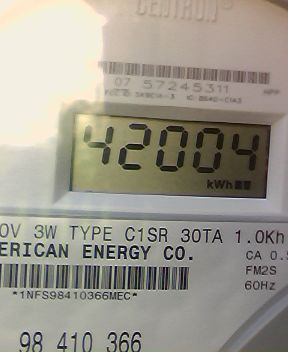 CENTRON
07 57245311
42004
kWh
0V 3W TYPE C1SR 30TA 1.0Kh
ERICAN ENERGY CO.
CA 0.5
FM2S
60Hz
*1NFS98410366MEC*
98 410 366